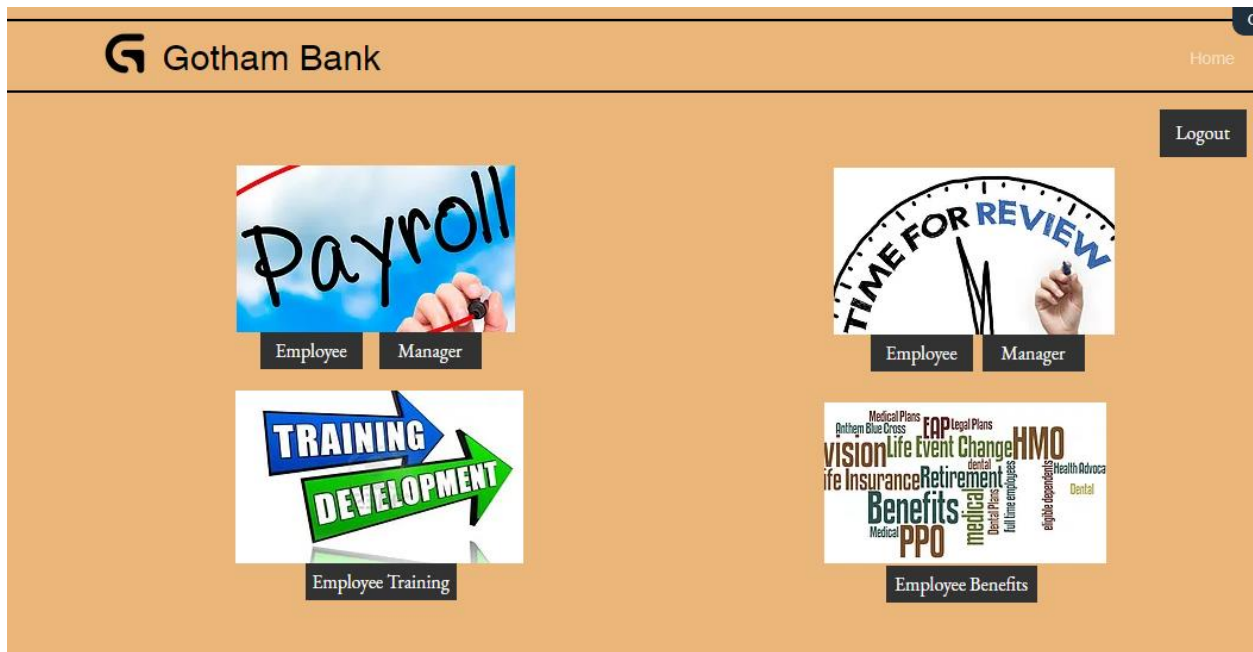 Gotham Bank
Home
Logout
Payroll
Employee Manager
TIME FOR REVIEW
Employee Manager
TRAINING
DEVELOPMENT
Employee Training
Medical Plans
Anthem Blue Cross EAP Legal Plans
vision Life Event Change HMO
dental Health Advoca
ife Insurance Retirement
Dental
Benefits medical Dental Plans full time employees eligible dependents
Medical PPO
Employee Benefits